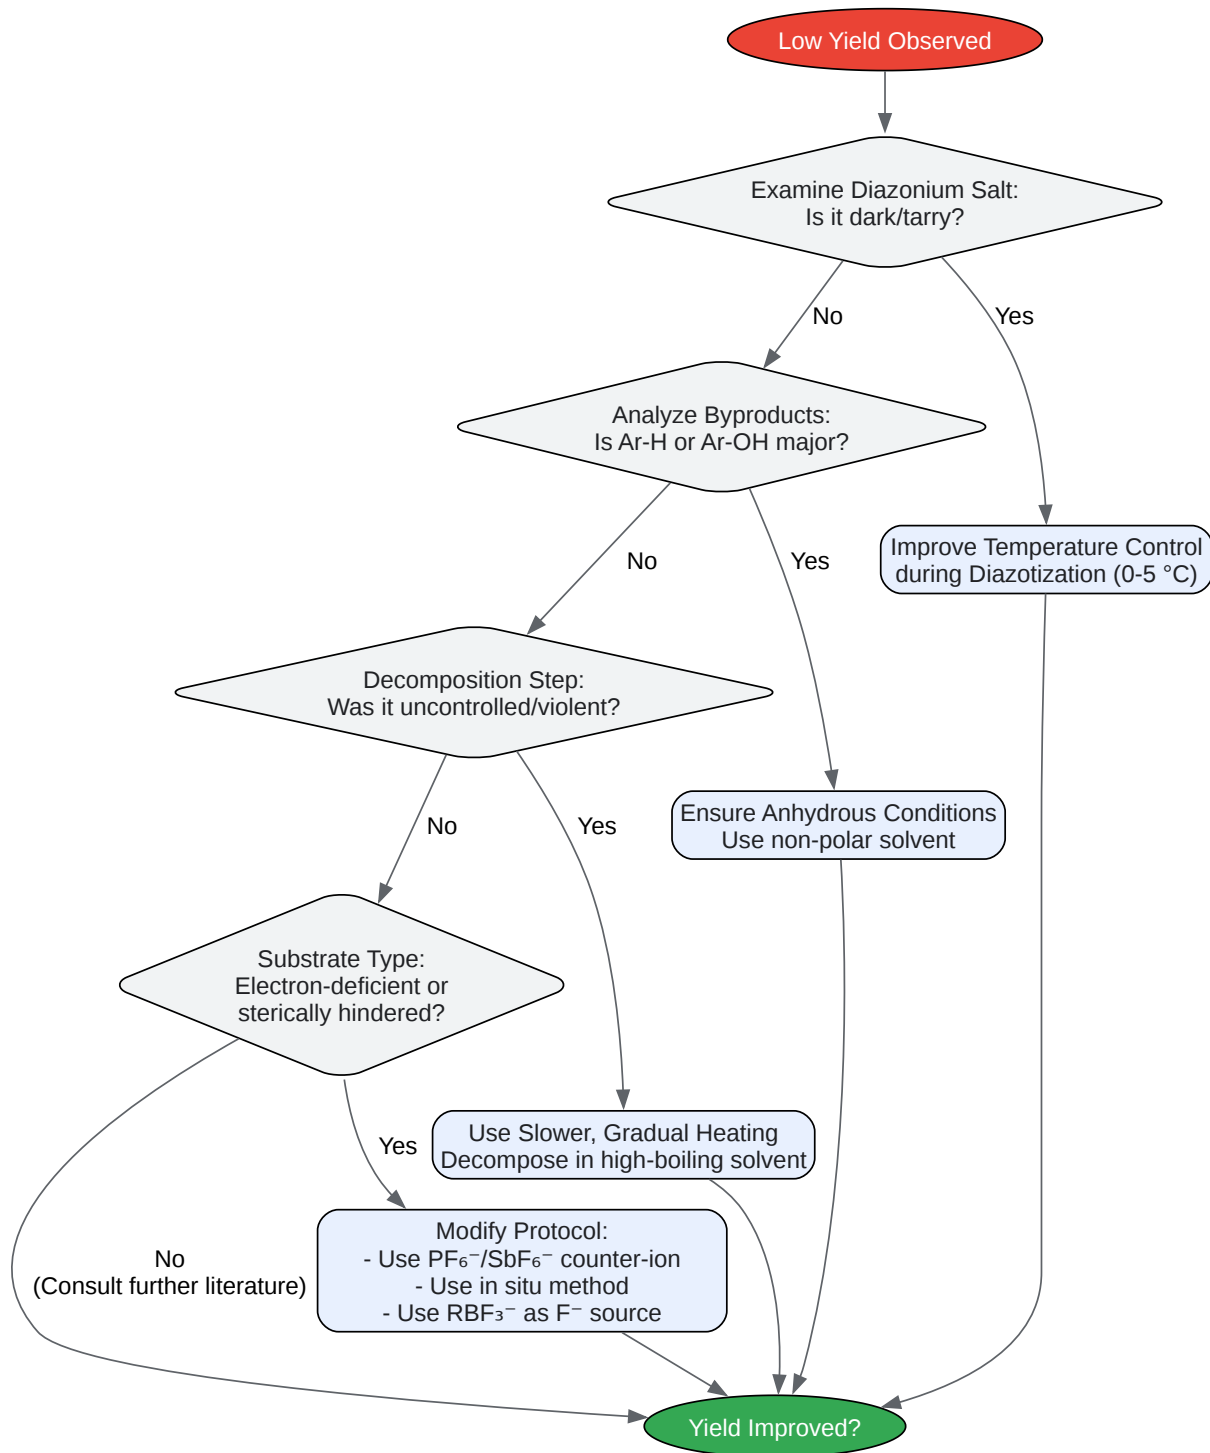 Low Yield Observed
Examine Diazonium Salt:
Is it dark/tarry?
No
Yes
Analyze Byproducts:
Is Ar-H or Ar-OH major?
Improve Temperature Control
during Diazotization (0-5 °C)
No
Yes
Decomposition Step:
Was it uncontrolled/violent?
Ensure Anhydrous Conditions
Use non-polar solvent
No
Yes
Substrate Type:
Electron-deficient or
sterically hindered?
Use Slower, Gradual Heating
Decompose in high-boiling solvent
Yes
Modify Protocol:
- Use PF₆⁻/SbF₆⁻ counter-ion
- Use in situ method
- Use RBF₃⁻ as F⁻ source
No
(Consult further literature)
Yield Improved?